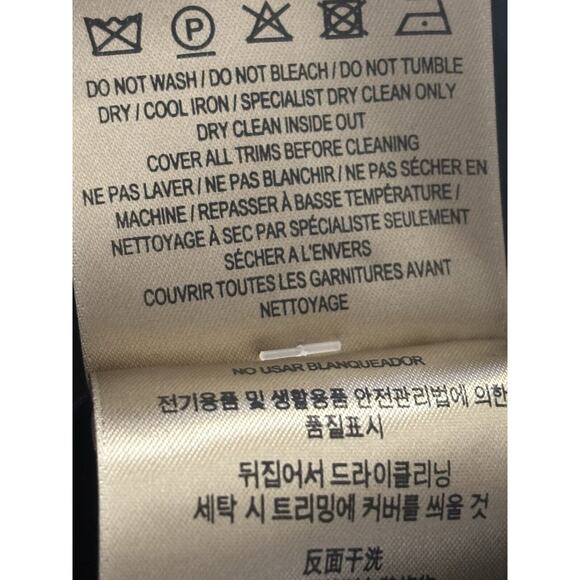 P
DO NOT WASH / DO NOT BLEACH / DO NOT TUMBLE
DRY / COOL IRON / SPECIALIST DRY CLEAN ONLY
DRY CLEAN INSIDE OUT
COVER ALL TRIMS BEFORE CLEANING
NE PAS LAVER / NE PAS BLANCHIR / NE PAS SÉCHER EN
MACHINE / REPASSER À BASSE TEMPÉRATURE /
NETTOYAGE À SEC PAR SPÉCIALISTE SEULEMENT
SÉCHER A L'ENVERS
COUVRIR TOUTES LES GARNITURES AVANT
NETTOYAGE
NO USAR BLANQUEADOR
전기용품 및 생활용품 안전관리법에 의한
품질표시
뒤집어서 드라이클리닝
세탁 시 트리밍에 커버를 씌울 것
反面干洗